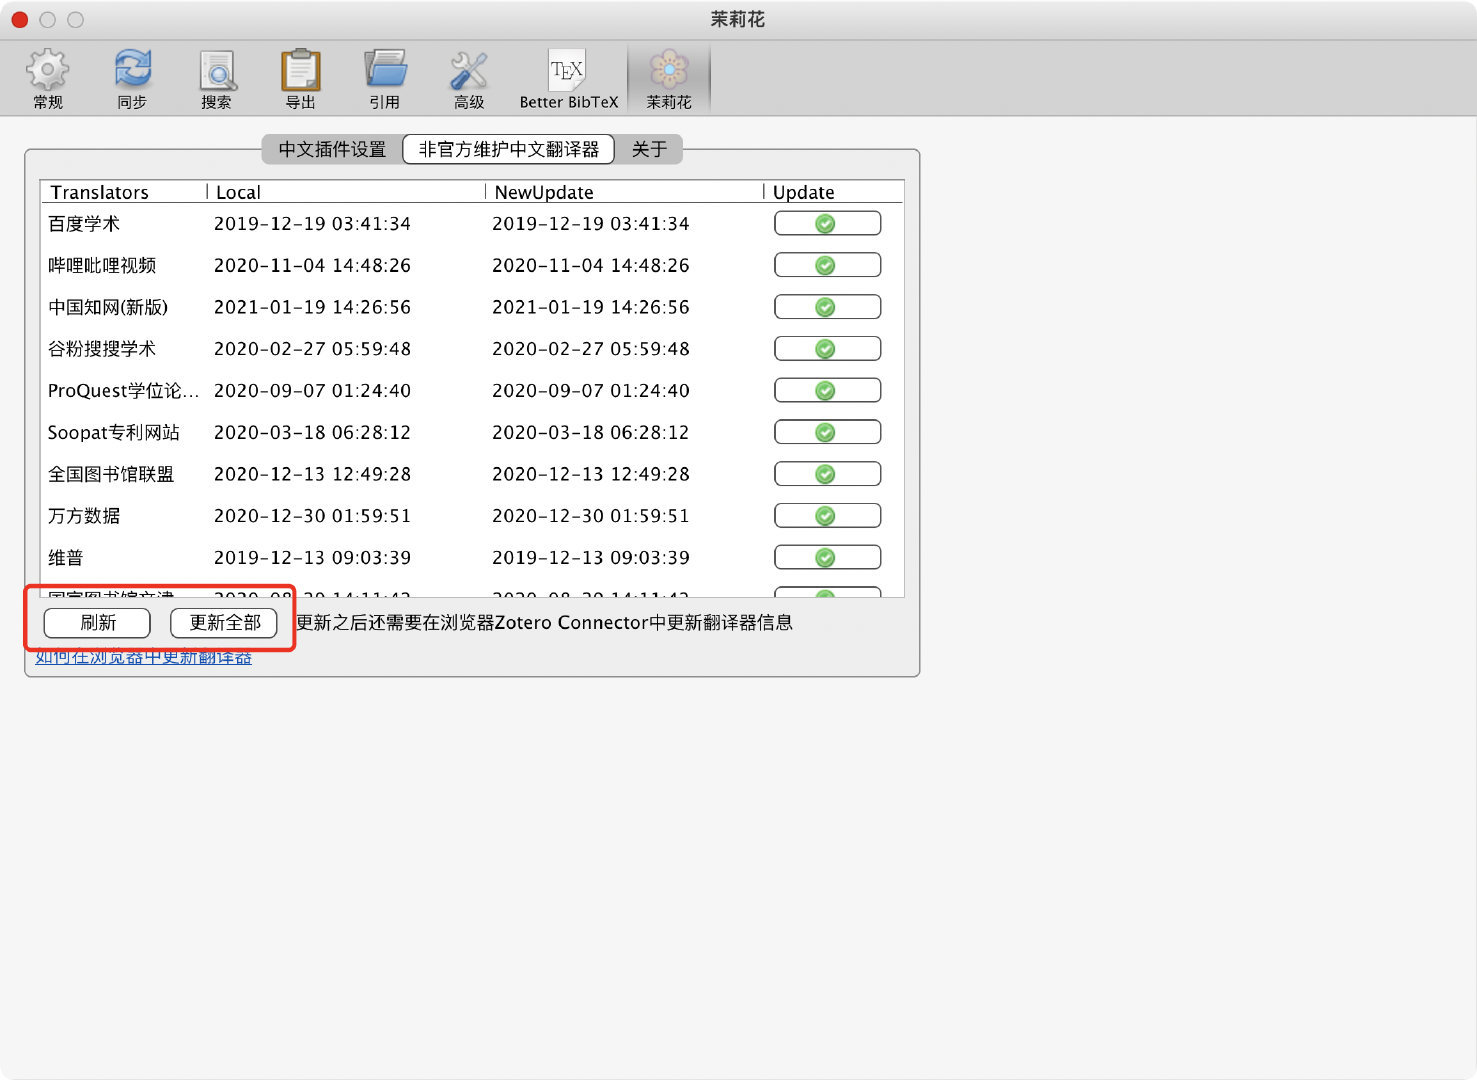 茉莉花
常规 同步 搜索 导出 引用 高级 Better BibTeX 茉莉花
中文插件设置 非官方维护中文翻译器 关于
Translators Local NewUpdate Update
百度学术 2019-12-19 03:41:34 2019-12-19 03:41:34
哔哩吡哩视频 2020-11-04 14:48:26 2020-11-04 14:48:26
中国知网(新版) 2021-01-19 14:26:56 2021-01-19 14:26:56
谷粉搜搜学术 2020-02-27 05:59:48 2020-02-27 05:59:48
ProQuest学位论... 2020-09-07 01:24:40 2020-09-07 01:24:40
Soopat专利网站 2020-03-18 06:28:12 2020-03-18 06:28:12
全国图书馆联盟 2020-12-13 12:49:28 2020-12-13 12:49:28
万方数据 2020-12-30 01:59:51 2020-12-30 01:59:51
维普 2019-12-13 09:03:39 2019-12-13 09:03:39
刷新 更新全部 更新之后还需要在浏览器Zotero Connector中更新翻译器信息
如何在浏览器中更新翻译器